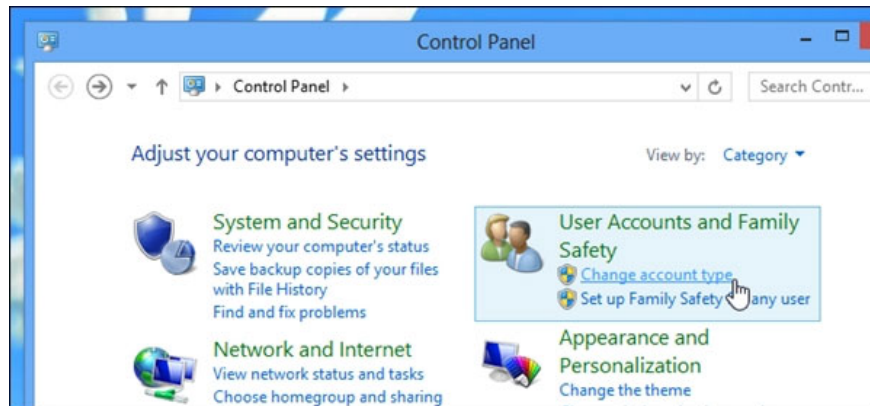 Control Panel
Control Panel
Search Contr...
Adjust your computer's settings
View by: Category
System and Security
Review your computer's status
Save backup copies of your files
with File History
Find and fix problems
User Accounts and Family
Safety
Change account type
Set up Family Safety any user
Network and Internet
View network status and tasks
Choose homegroup and sharing
Appearance and
Personalization
Change the theme